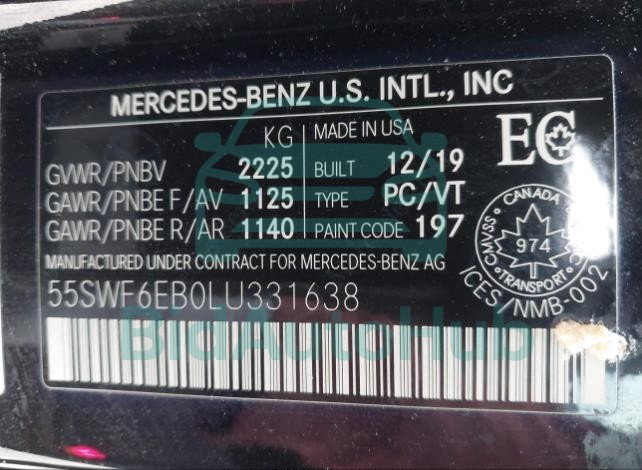 MERCEDES-BENZ U.S. INTL., INC
KG
GVWR/PNBV 2225
GAWR/PNBE F/AV 1125
GAWR/PNBE R/AR 1140
MADE IN USA
BUILT 12/19
TYPE PC/VT
PAINT CODE 197
EC
MANUFACTURED UNDER CONTRACT FOR MERCEDES-BENZ AG
55SWF6EB0LU331638
CANADA
CMVSS NSVAC
974
TRANSPORT
ICES/NMB-002
BidAutoHub